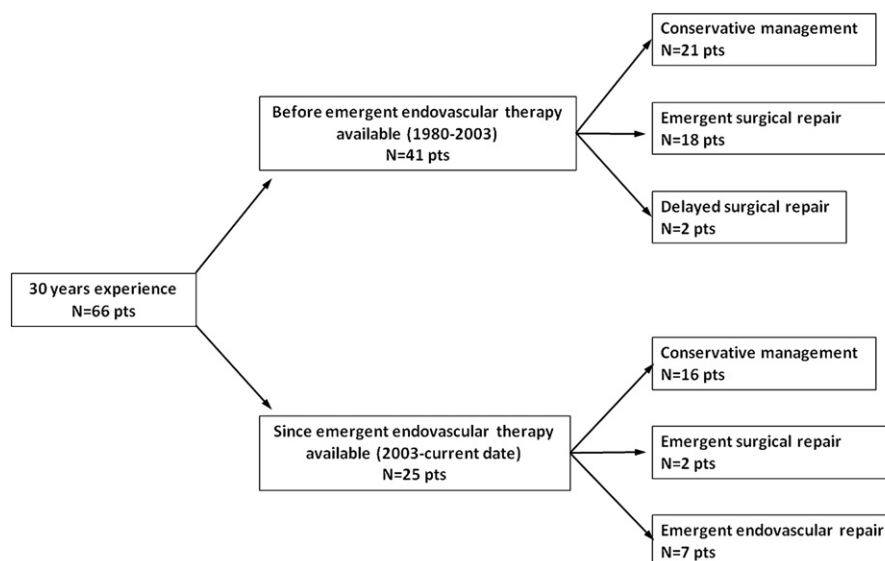 30 years experience
N=66 pts
Before emergent endovascular therapy
available (1980-2003)
N=41 pts
Conservative management
N=21 pts
Emergent surgical repair
N=18 pts
Delayed surgical repair
N=2 pts
Since emergent endovascular therapy
available (2003-current date)
N=25 pts
Conservative management
N=16 pts
Emergent surgical repair
N=2 pts
Emergent endovascular repair
N=7 pts